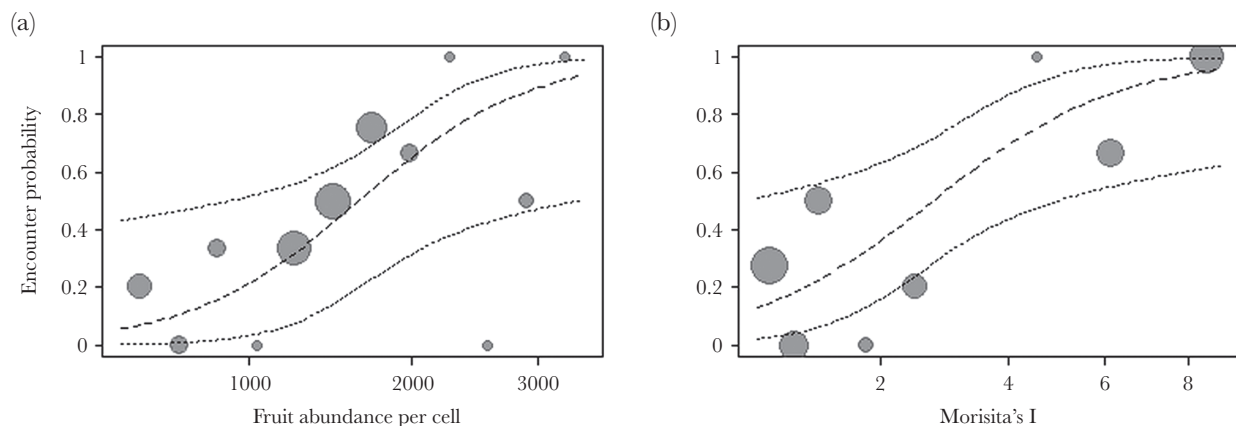 (a)
(b)
Encounter probability
1
0.8
0.6
0.4
0.2
0
1000 2000 3000
Fruit abundance per cell
1
0.8
0.6
0.4
0.2
0
2 4 6 8
Morisita's I